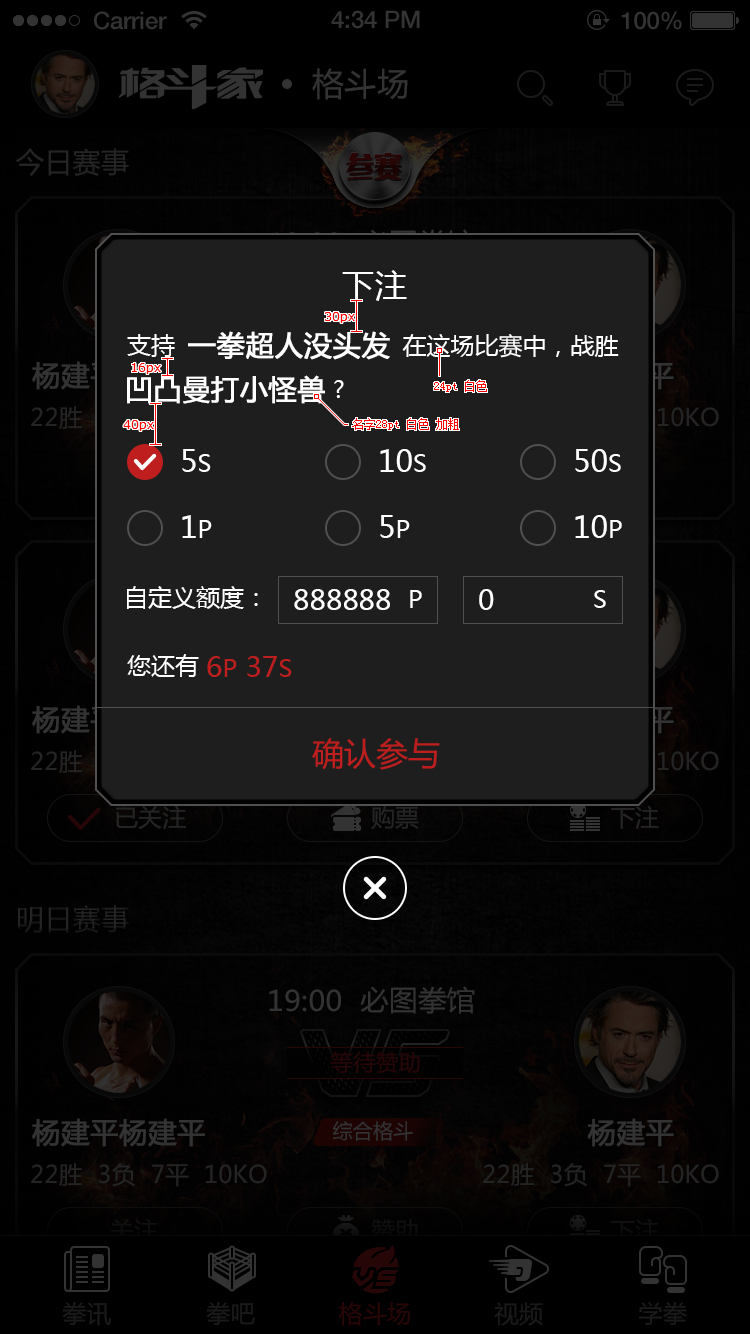 Carrier 4:34 PM 100%
格斗家 · 格斗场
今日赛事
参赛
下注
30px
支持 一拳超人没头发 在这场比赛中，战胜
16px
24pt 白色
凹凸曼打小怪兽？
40px
名字28pt 白色 加粗
5S 10S 50S
1P 5P 10P
自定义额度： 888888 P 0 S
您还有 6P 37S
确认参与
杨建 平
22胜 10KO
杨建 平
22胜 10KO
已关注 购票 下注
明日赛事
19:00 必图拳馆
VS
等待赞助
杨建平杨建平 综合格斗 杨建平
22胜 3负 7平 10KO 22胜 3负 7平 10KO
关注 赞助 下注
拳讯 拳吧 格斗场 视频 学拳